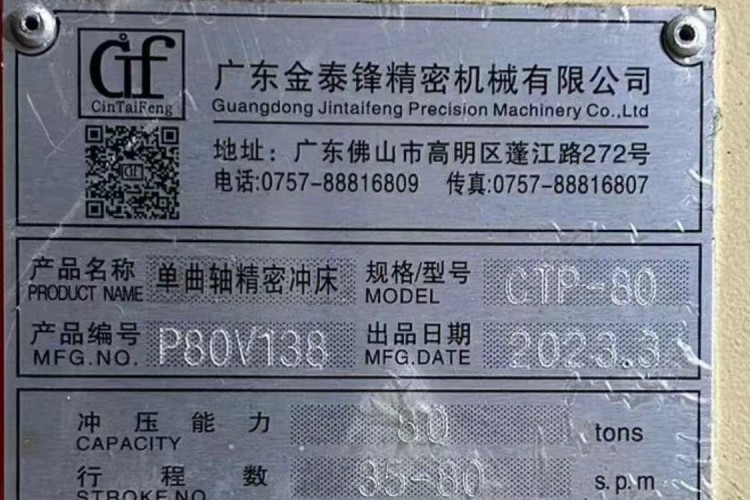 CTF
CinTaiFeng
广东金泰锋精密机械有限公司
Guangdong Jintaifeng Precision Machinery Co.,Ltd
地址：广东佛山市高明区蓬江路272号
电话:0757-88816809 传真:0757-88816807
产品名称 单曲轴精密冲床 规格/型号 CTP-80
PRODUCT NAME MODEL
产品编号 P80V138 出品日期 2023.3
MFG.NO. MFG.DATE
冲压能力 80 tons
CAPACITY
行程数 35-80 s.p.m
STROKE NO.